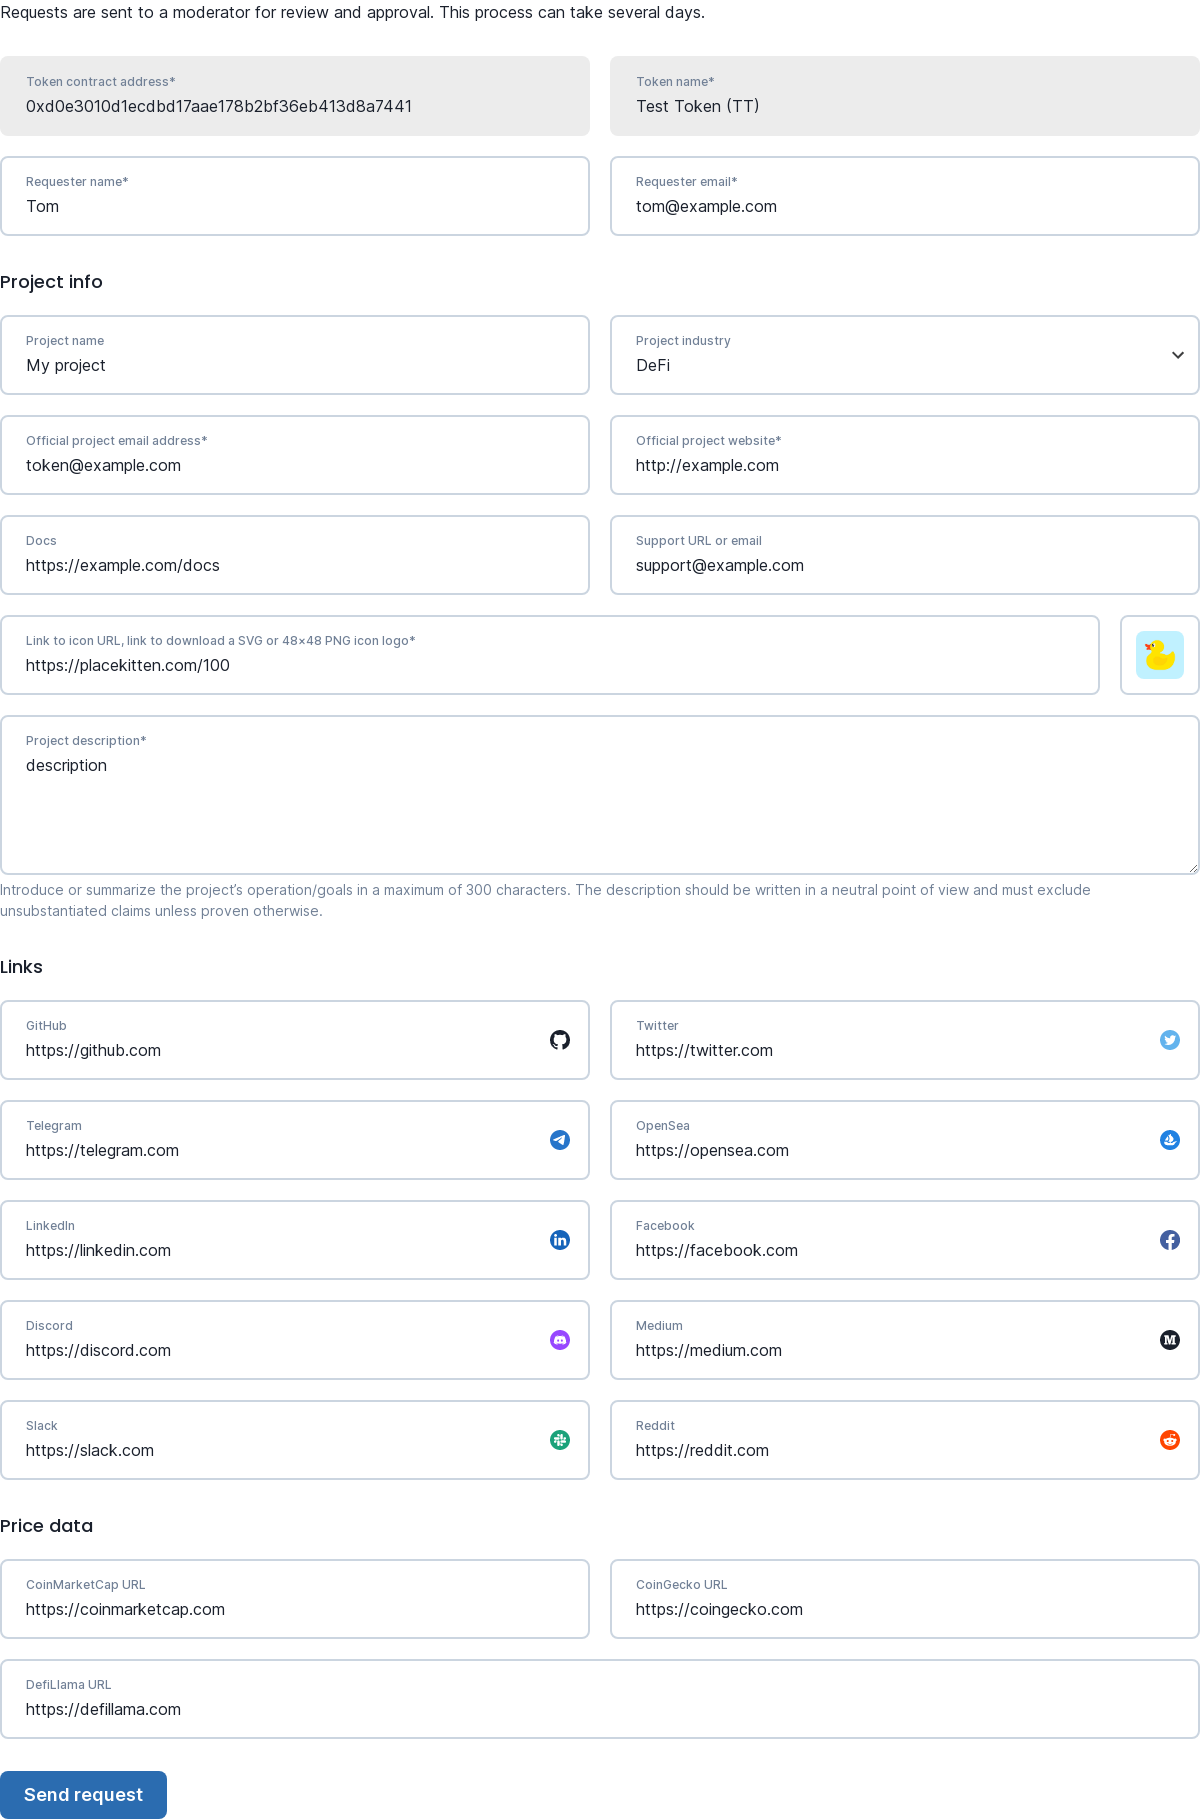 Requests are sent to a moderator for review and approval. This process can take several days.
Token contract address*
0xd0e3010d1ecdbd17aae178b2bf36eb413d8a7441
Token name*
Test Token (TT)
Requester name*
Tom
Requester email*
tom@example.com
Project info
Project name
My project
Project industry
DeFi
Official project email address*
token@example.com
Official project website*
http://example.com
Docs
https://example.com/docs
Support URL or email
support@example.com
Link to icon URL, link to download a SVG or 48×48 PNG icon logo*
https://placekitten.com/100
Project description*
description
Introduce or summarize the project’s operation/goals in a maximum of 300 characters. The description should be written in a neutral point of view and must exclude
unsubstantiated claims unless proven otherwise.
Links
GitHub
https://github.com
Twitter
https://twitter.com
Telegram
https://telegram.com
OpenSea
https://opensea.com
LinkedIn
https://linkedin.com
Facebook
https://facebook.com
Discord
https://discord.com
Medium
https://medium.com
Slack
https://slack.com
Reddit
https://reddit.com
Price data
CoinMarketCap URL
https://coinmarketcap.com
CoinGecko URL
https://coingecko.com
DefiLlama URL
https://defillama.com
Send request